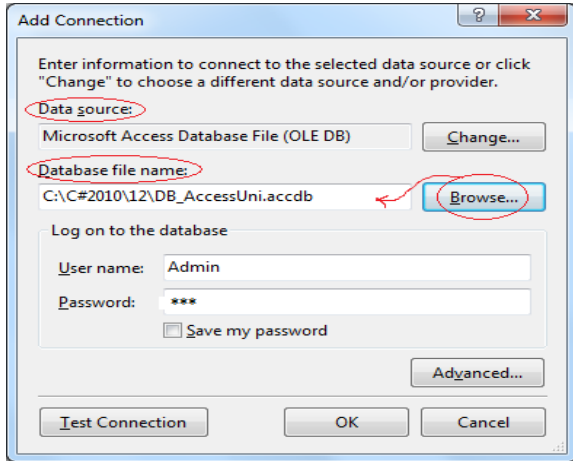 Add Connection
Enter information to connect to the selected data source or click
"Change" to choose a different data source and/or provider.
Data source:
Microsoft Access Database File (OLE DB)
Change...
Database file name:
C:\C#2010\12\DB_AccessUni.accdb
Browse...
Log on to the database
User name:
Admin
Password:
***
Save my password
Advanced...
Test Connection
OK
Cancel